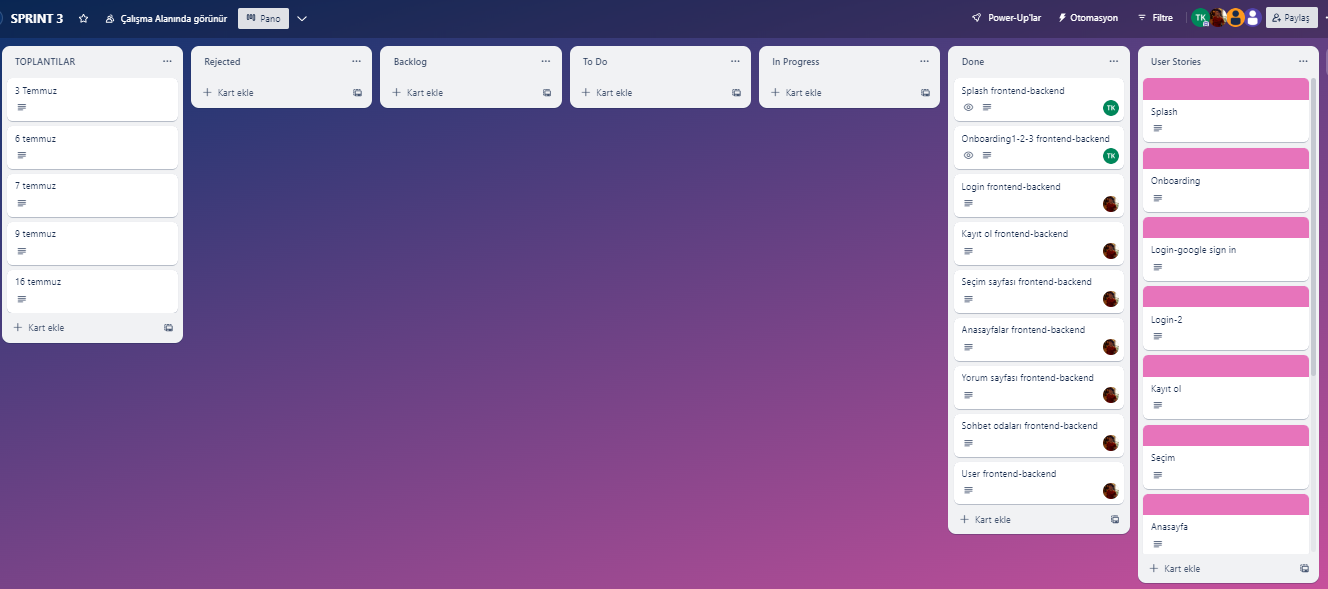 SPRINT 3
Çalışma Alanında görünür
Pano
Power-Up'lar
Otomasyon
Filtre
TK
Paylaş
TOPLANTILAR
3 Temmuz
6 temmuz
7 temmuz
9 temmuz
16 temmuz
Kart ekle
Rejected
Kart ekle
Backlog
Kart ekle
To Do
Kart ekle
In Progress
Kart ekle
Done
Splash frontend-backend
TK
Onboarding1-2-3 frontend-backend
TK
Login frontend-backend
Kayıt ol frontend-backend
Seçim sayfası frontend-backend
Anasayfalar frontend-backend
Yorum sayfası frontend-backend
Sohbet odaları frontend-backend
User frontend-backend
Kart ekle
User Stories
Splash
Onboarding
Login-google sign in
Login-2
Kayıt ol
Seçim
Anasayfa
Kart ekle